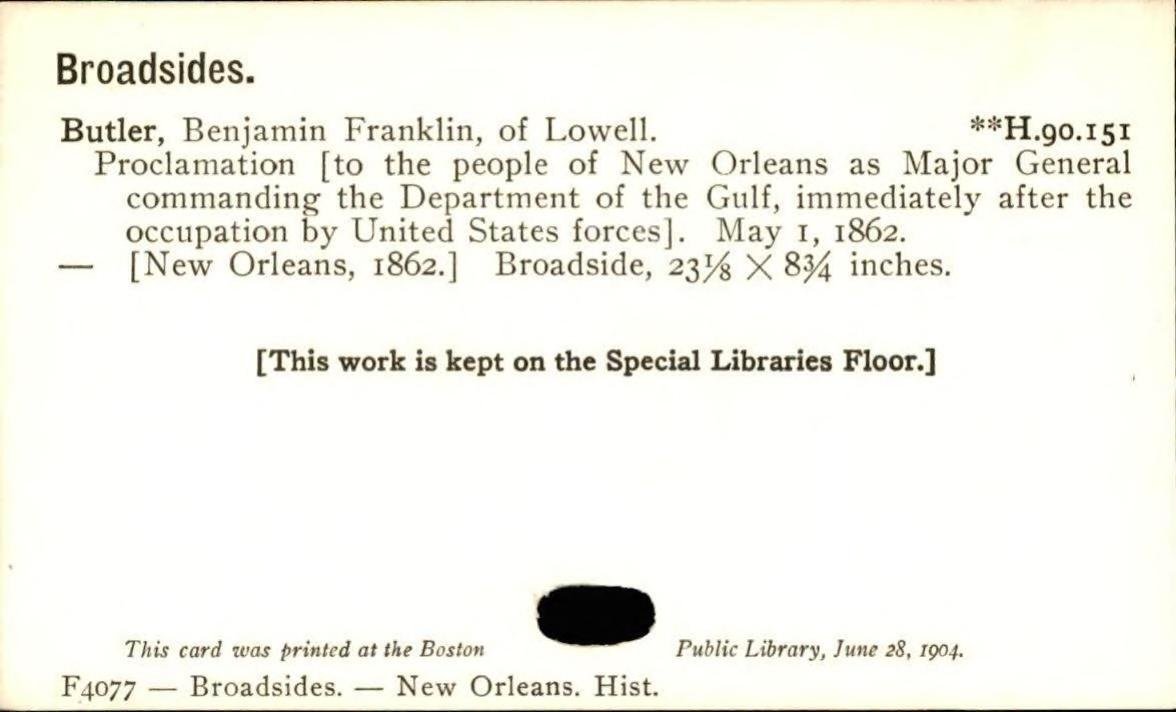 Broadsides.
Butler, Benjamin Franklin, of Lowell. **H.90.151
Proclamation [to the people of New Orleans as Major General
commanding the Department of the Gulf, immediately after the
occupation by United States forces]. May 1, 1862.
— [New Orleans, 1862.] Broadside, 23⅛ × 8¾ inches.
[This work is kept on the Special Libraries Floor.]
This card was printed at the Boston Public Library, June 28, 1904.
F4077 — Broadsides. — New Orleans. Hist.